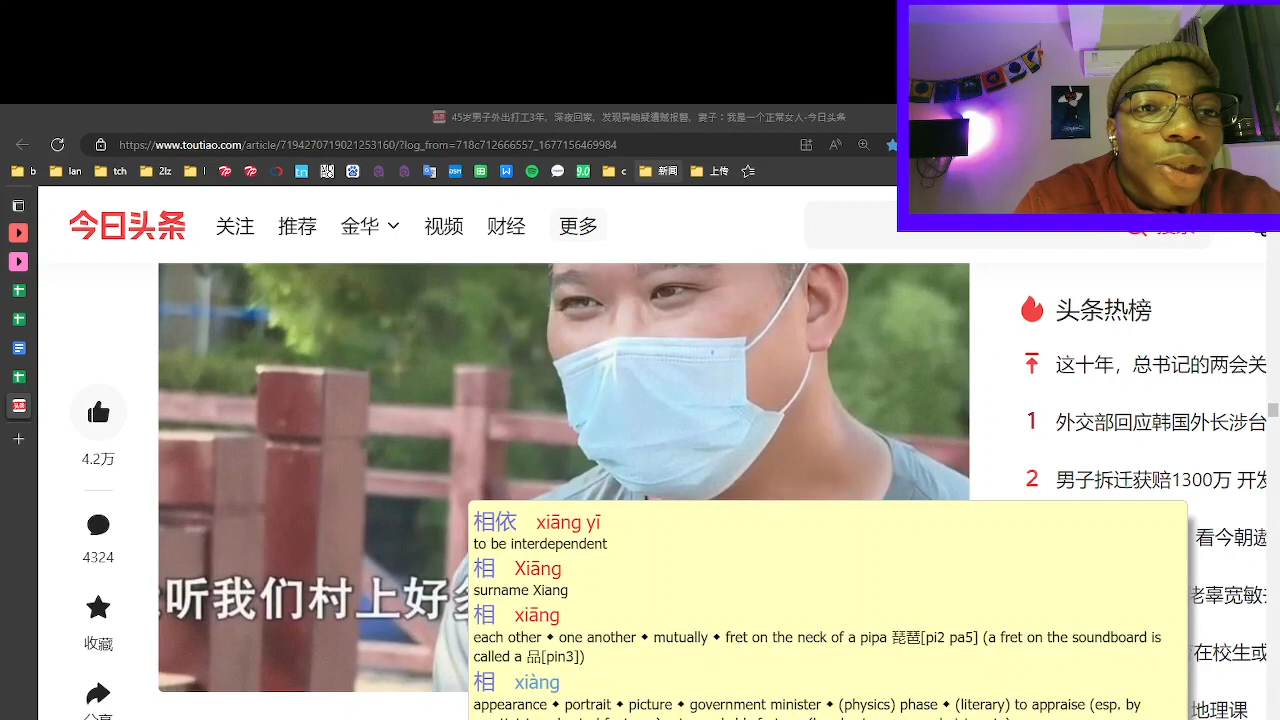 45岁男子外出打工3年，深夜回家，发现异响疑遭贼报警，妻子：我是一个正常女人-今日头条
https://www.toutiao.com/article/7194270719021539110/?log_from=718c712666557_1677126469984
b
lan
tch
2lz
l
c
新闻
上传
今日头条
关注
推荐
金华
视频
财经
更多
头条热榜
这十年，总书记的两会关
1 外交部回应韩国外长涉台
2 男子拆迁获赔1300万 开发
看今朝
老辜宽敏
在校生或
地理课
4.2万
4324
收藏
听我们村上好多
相依 xiāng yī
to be interdependent
相 Xiāng
surname Xiang
相 xiāng
each other ◆ one another ◆ mutually ◆ fret on the neck of a pipa 琵琶[pi2 pa5] (a fret on the soundboard is
called a 品[pin3])
相 xiàng
appearance ◆ portrait ◆ picture ◆ government minister ◆ (physics) phase ◆ (literary) to appraise (esp. by